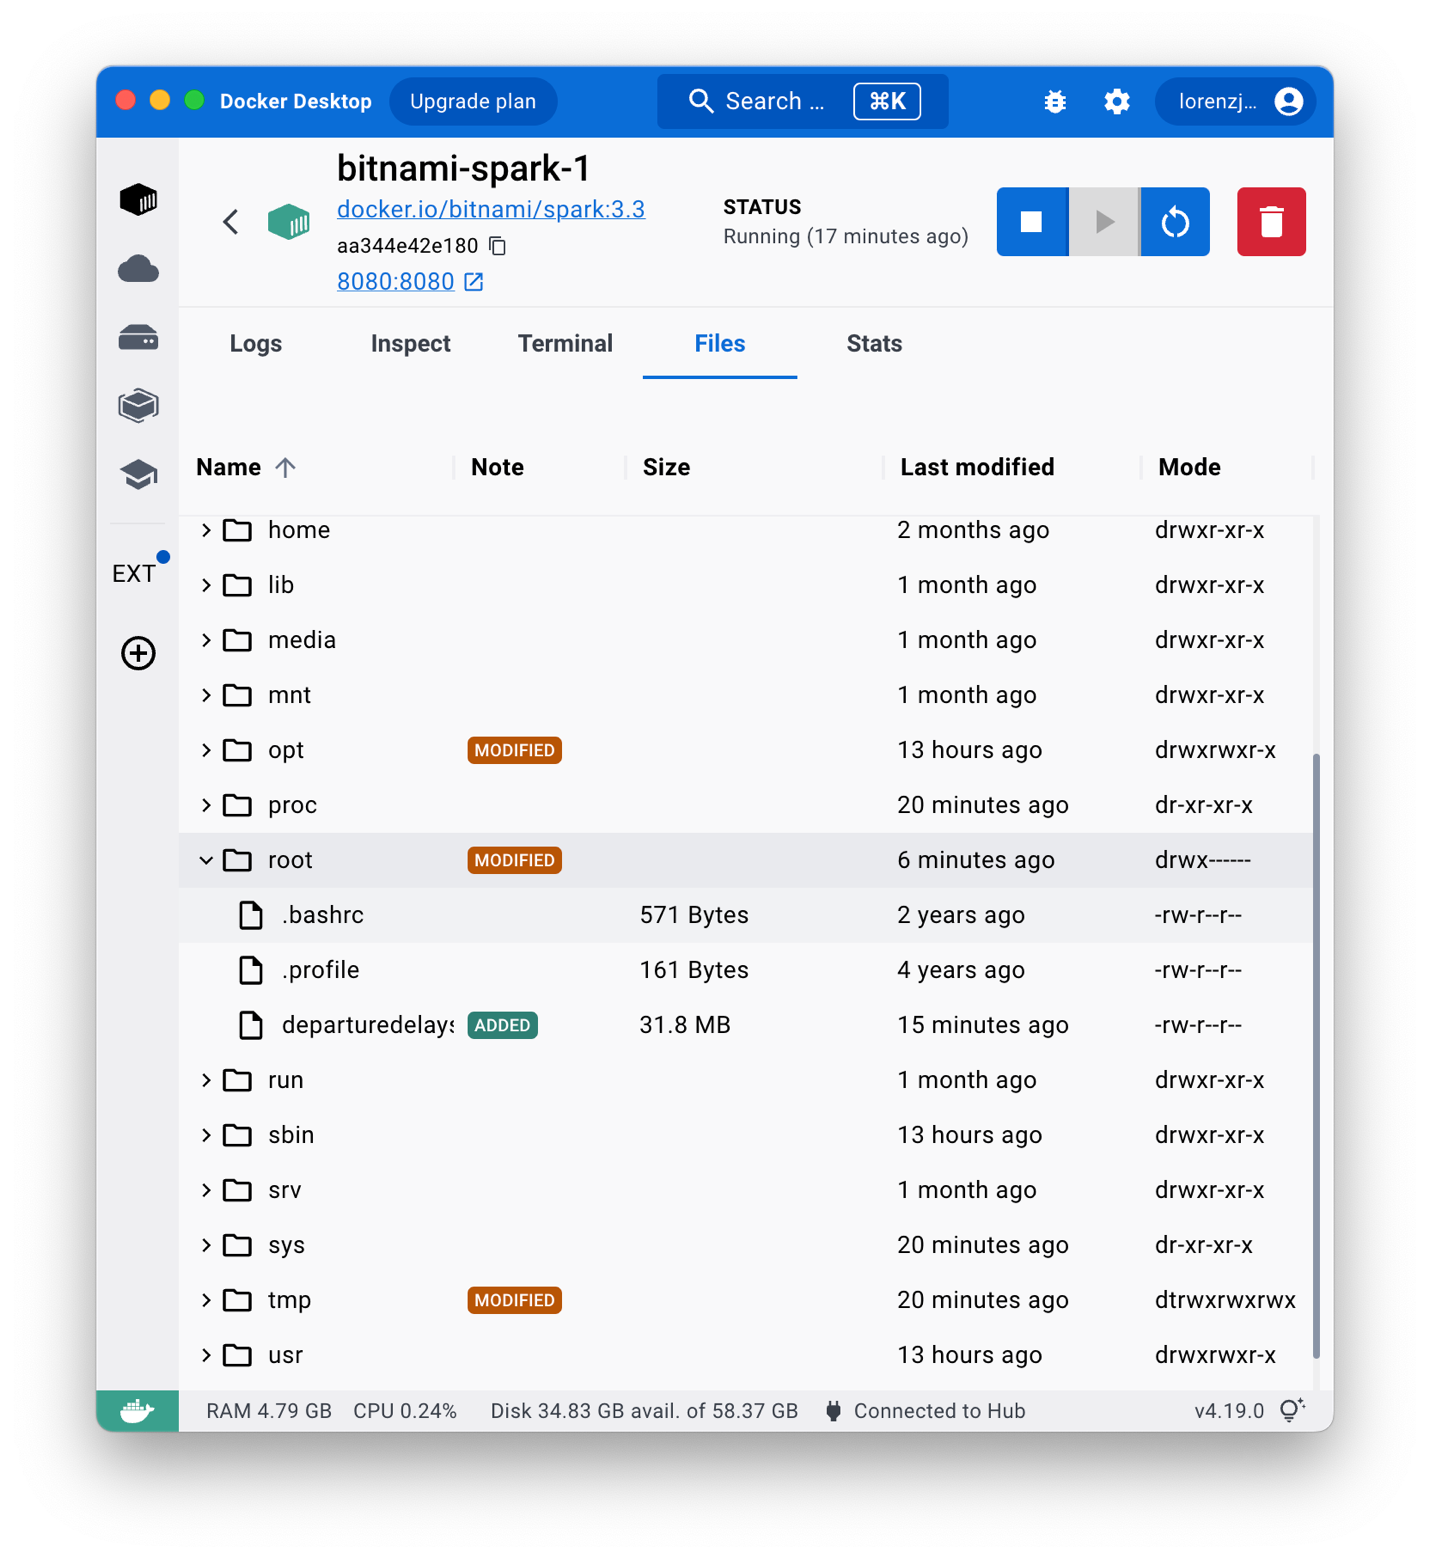 Docker Desktop Upgrade plan Search ... ⌘K lorenzj...
bitnami-spark-1
docker.io/bitnami/spark:3.3
aa344e42e180
8080:8080
STATUS
Running (17 minutes ago)
Logs Inspect Terminal Files Stats
EXT
Name Note Size Last modified Mode
home 2 months ago drwxr-xr-x
lib 1 month ago drwxr-xr-x
media 1 month ago drwxr-xr-x
mnt 1 month ago drwxr-xr-x
opt MODIFIED 13 hours ago drwxrwxr-x
proc 20 minutes ago dr-xr-xr-x
root MODIFIED 6 minutes ago drwx------
.bashrc 571 Bytes 2 years ago -rw-r--r--
.profile 161 Bytes 4 years ago -rw-r--r--
departuredelays ADDED 31.8 MB 15 minutes ago -rw-r--r--
run 1 month ago drwxr-xr-x
sbin 13 hours ago drwxr-xr-x
srv 1 month ago drwxr-xr-x
sys 20 minutes ago dr-xr-xr-x
tmp MODIFIED 20 minutes ago dtrwxrwxrwx
usr 13 hours ago drwxrwxr-x
RAM 4.79 GB CPU 0.24% Disk 34.83 GB avail. of 58.37 GB Connected to Hub v4.19.0